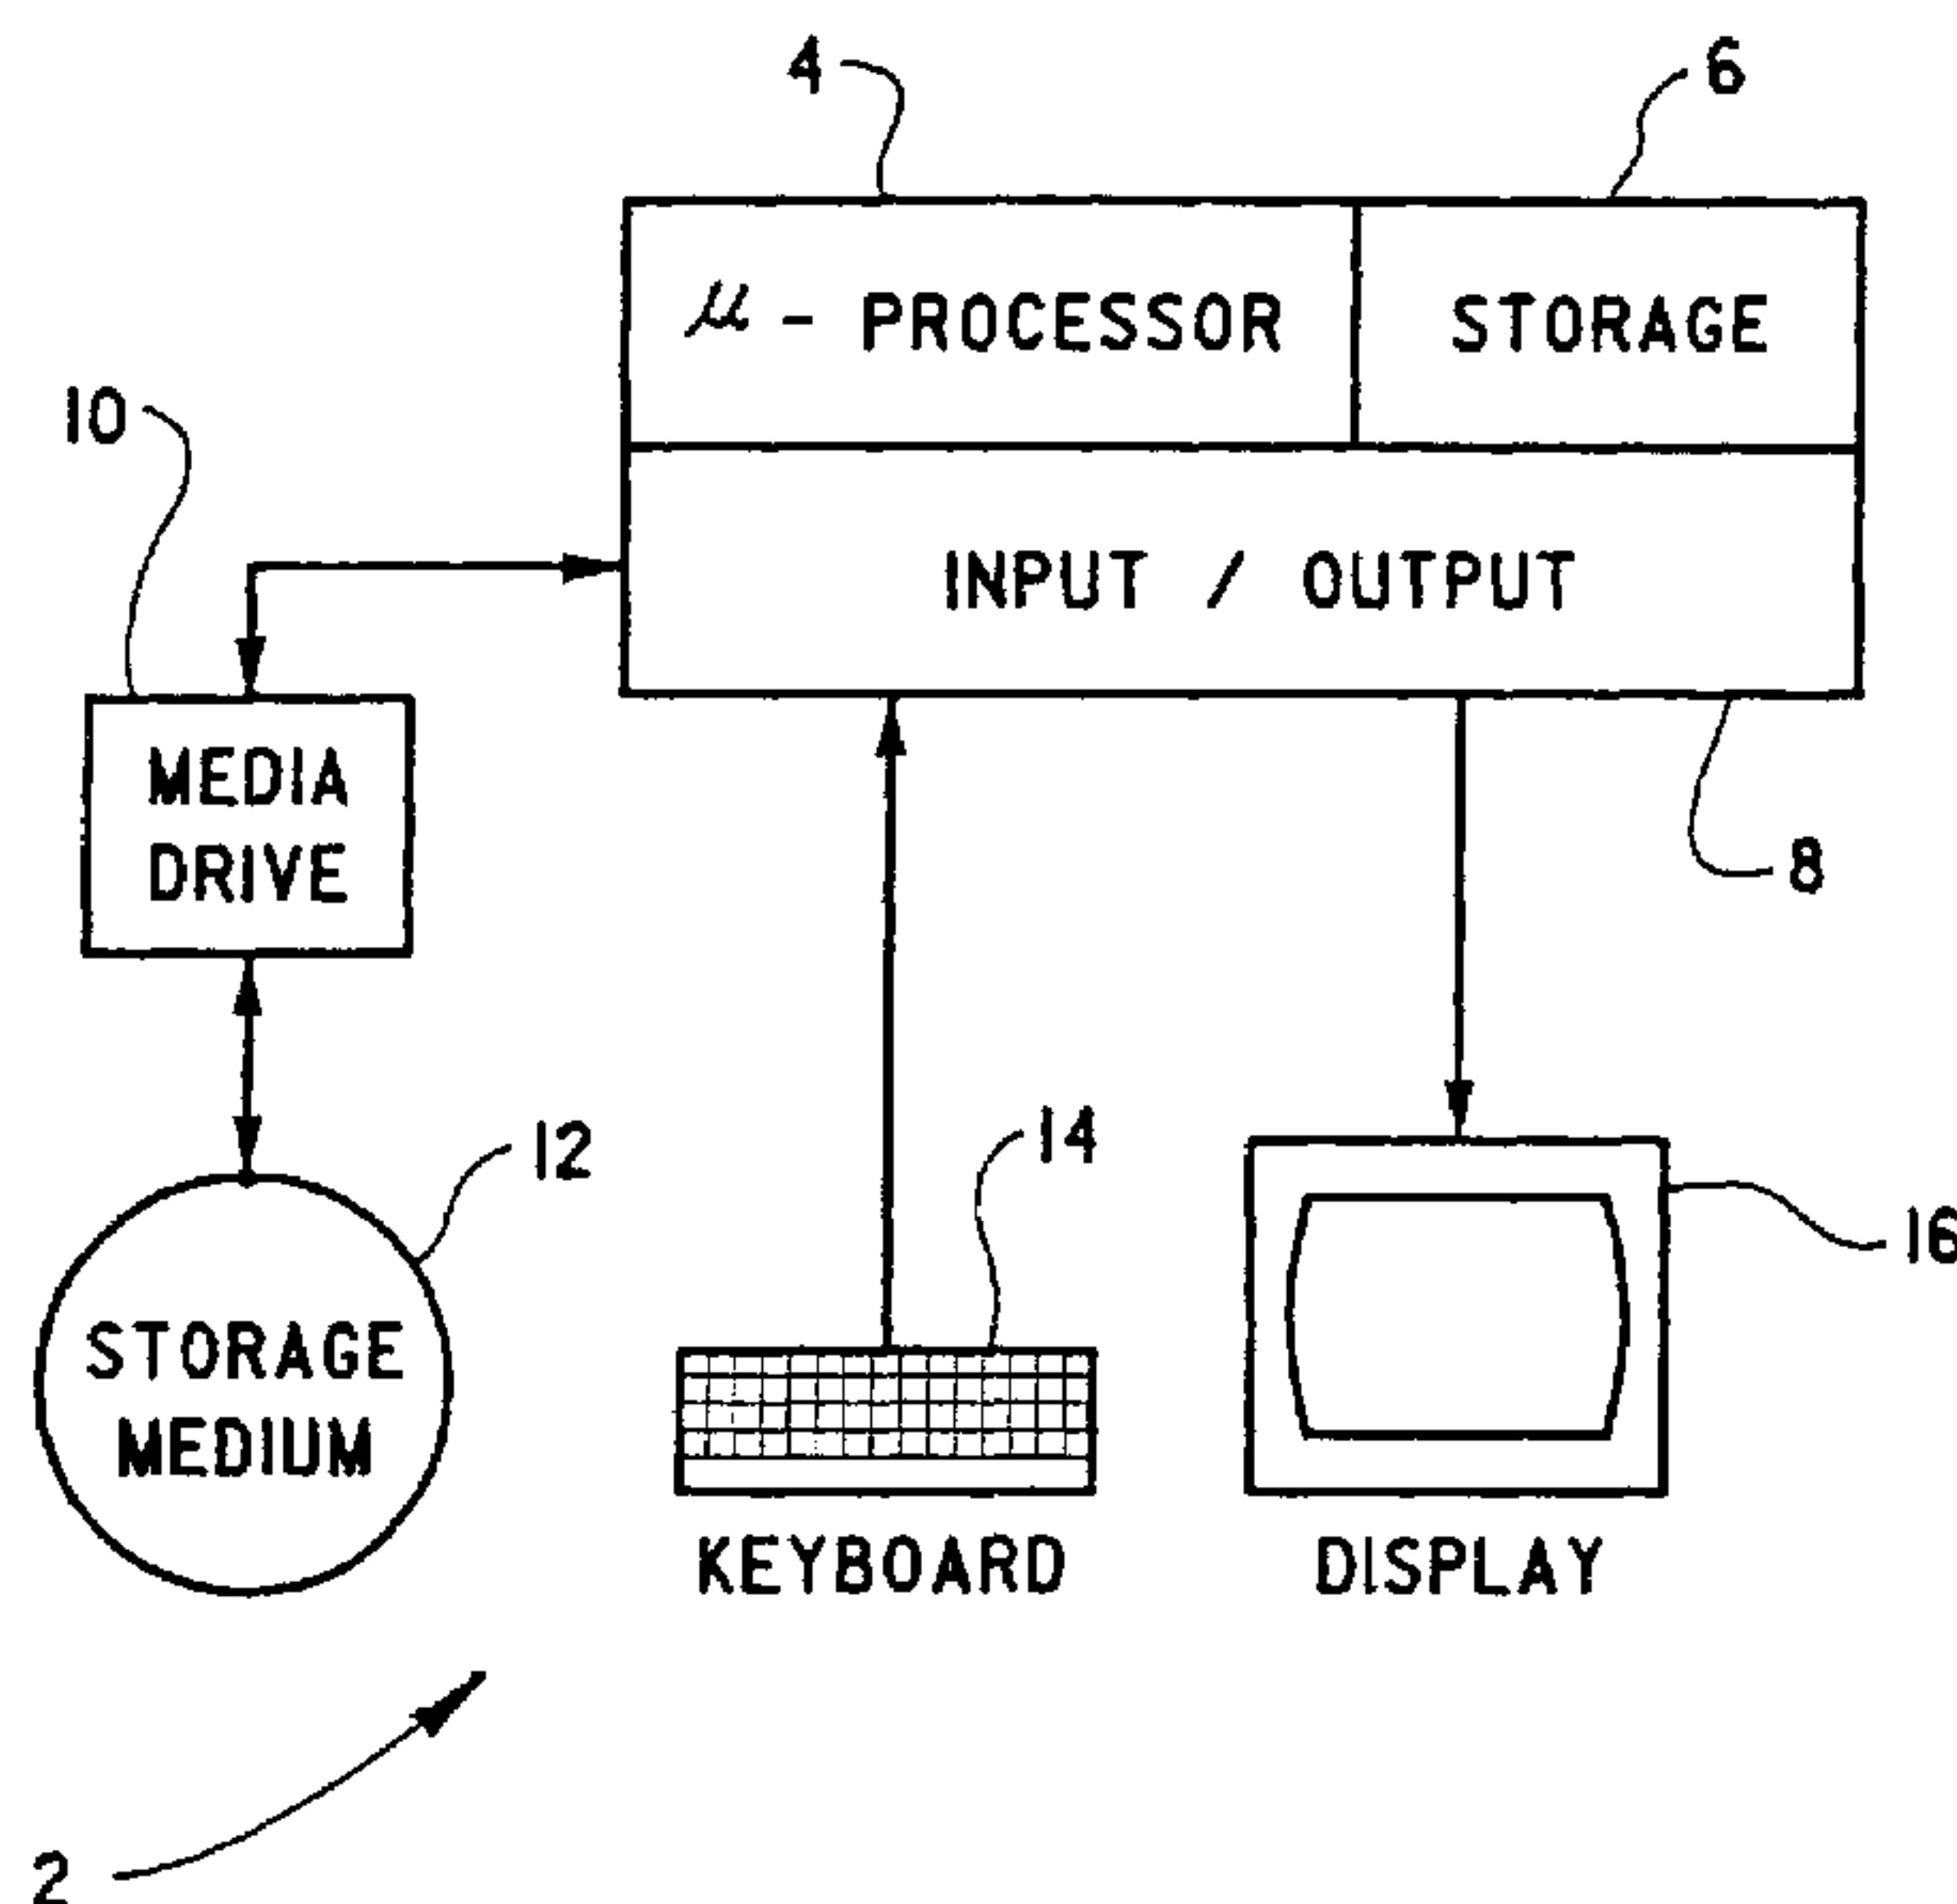 4
6
μ - PROCESSOR
STORAGE
10
INPUT / OUTPUT
MEDIA
DRIVE
8
12
14
16
STORAGE
MEDIUM
KEYBOARD
DISPLAY
2